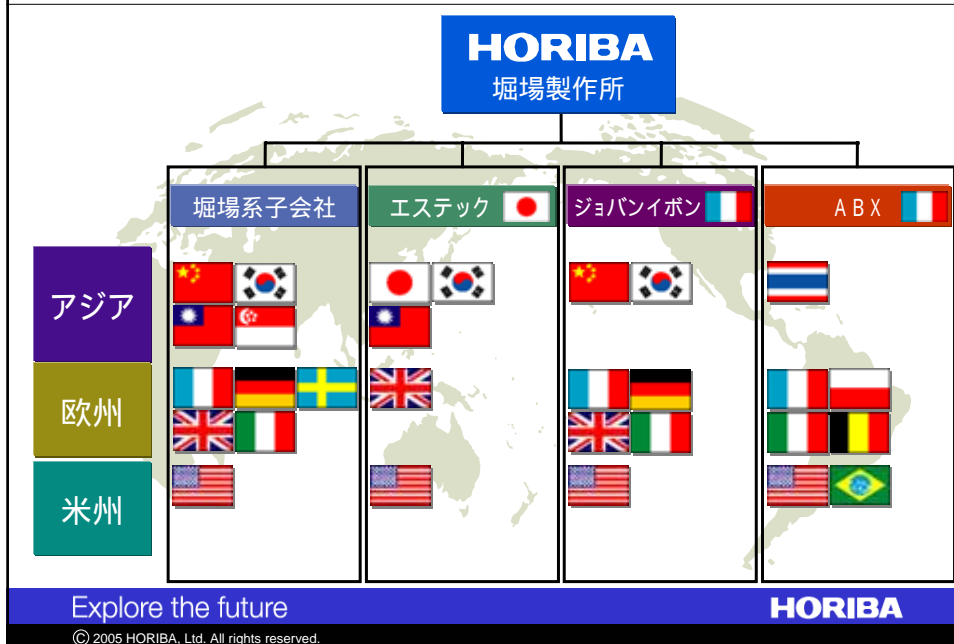 HORIBA
堀場製作所
堀場系子会社
エステック
ジョバンイボン
ABX
アジア
欧州
米州
Explore the future
HORIBA
© 2005 HORIBA, Ltd. All rights reserved.